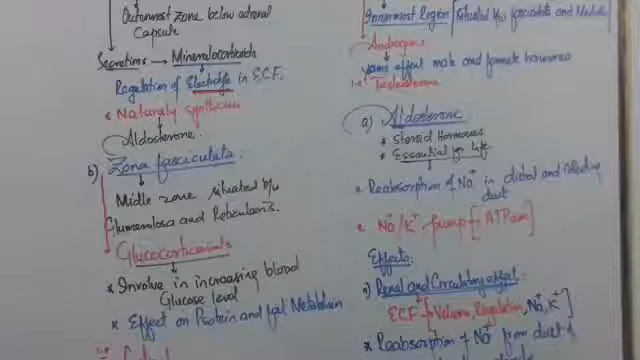 Outermost Zone below adrenal
Capsule
Secretions → Mineralocorticoids
Regulation of Electrolyte in ECF.
* Naturally synthesis
Aldosterone.
b) Zona fasciculata:
Midle zone situated b/w
Glumerolosa and Reticularis.
Glucocorticoids
* Involve in increasing blood
Glucose level
* Effect on Protein and fat Metabolism
Innermost Region [situated b/w fasciculata and Medulla
Androgens
same effect male and female hormones
Testosterone
a) Aldosterone
* Steroid Hormones
* Essential for life
* Reabsorption of Na+ in distal and collecting
duct
* Na+/K+ pump [ATPase]
Effects:
i) Renal and Circulatory effect:
ECF [Volume, Regulation, Na+, K+]
* Reabsorption of Na+ from duct of